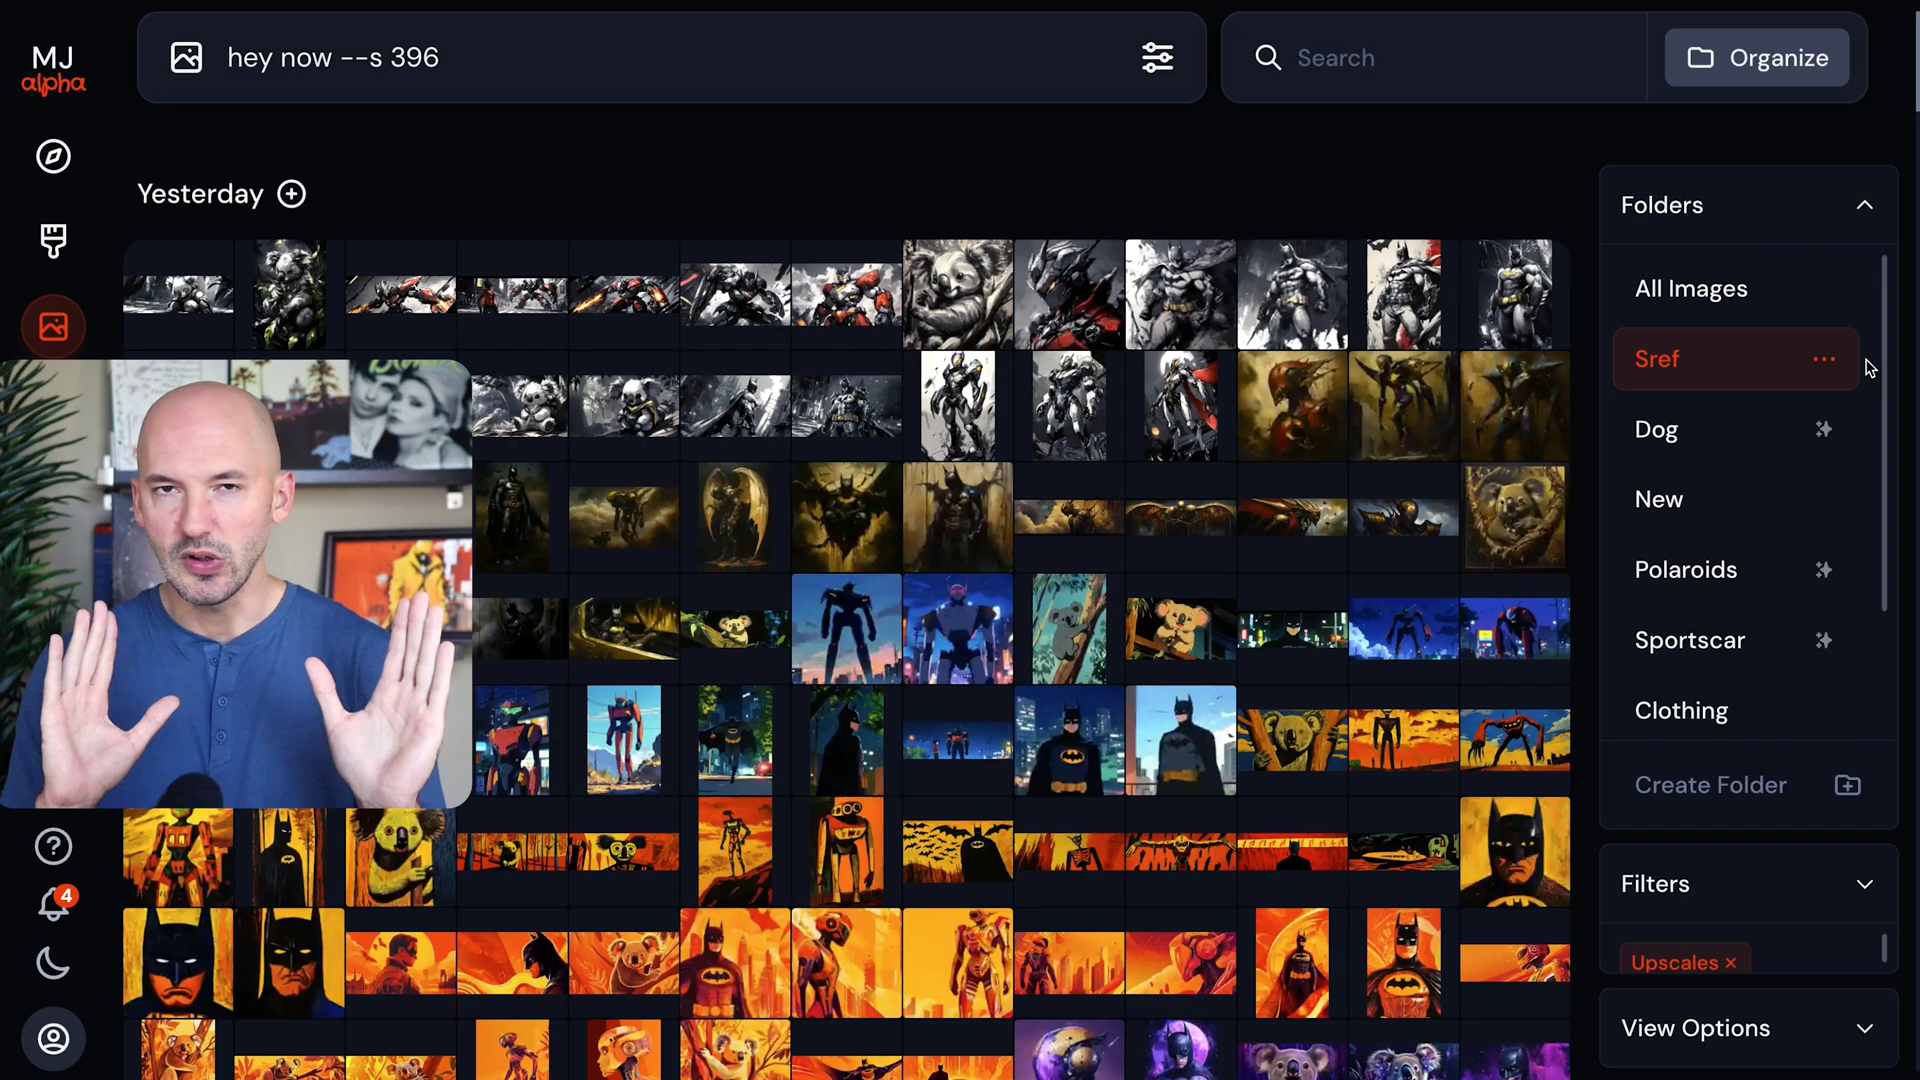 MJ
alpha
hey now --s 396
Search
Organize
Yesterday
Folders
All Images
Sref
Dog
New
Polaroids
Sportscar
Clothing
Create Folder
4
Filters
Upscales ×
View Options